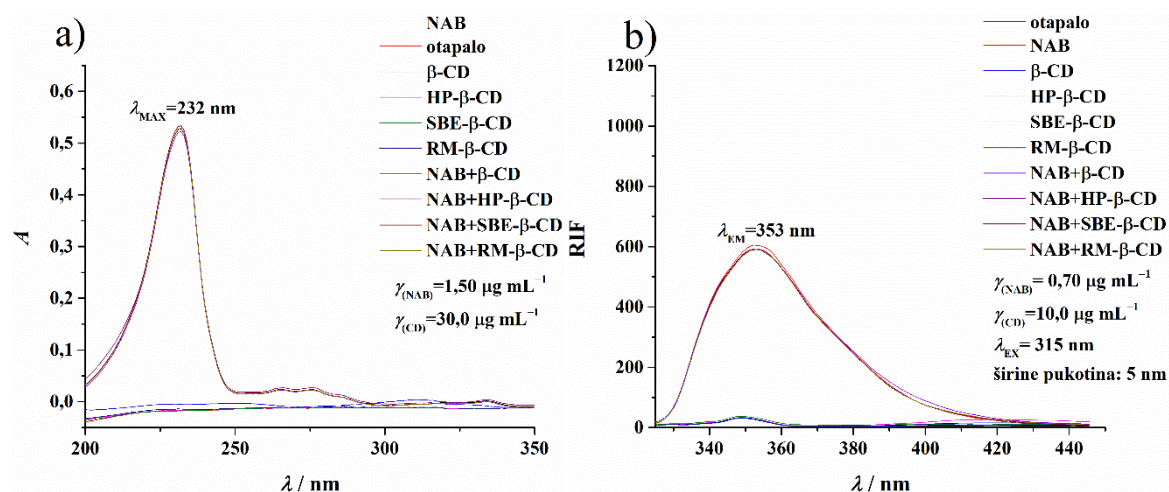 a)
NAB
otapalo
β-CD
HP-β-CD
SBE-β-CD
RM-β-CD
NAB+β-CD
NAB+HP-β-CD
NAB+SBE-β-CD
NAB+RM-β-CD
γ(NAB)=1,50 μg mL⁻¹
γ(CD)=30,0 μg mL⁻¹
λMAX=232 nm
A
0,6
0,5
0,4
0,3
0,2
0,1
0,0
200 250 300 350
λ / nm
b)
otapalo
NAB
β-CD
HP-β-CD
SBE-β-CD
RM-β-CD
NAB+β-CD
NAB+HP-β-CD
NAB+SBE-β-CD
NAB+RM-β-CD
γ(NAB)= 0,70 μg mL⁻¹
γ(CD)=10,0 μg mL⁻¹
λEX= 315 nm
širine pukotina: 5 nm
λEM=353 nm
RIF
1200
1000
800
600
400
200
0
340 360 380 400 420 440
λ / nm